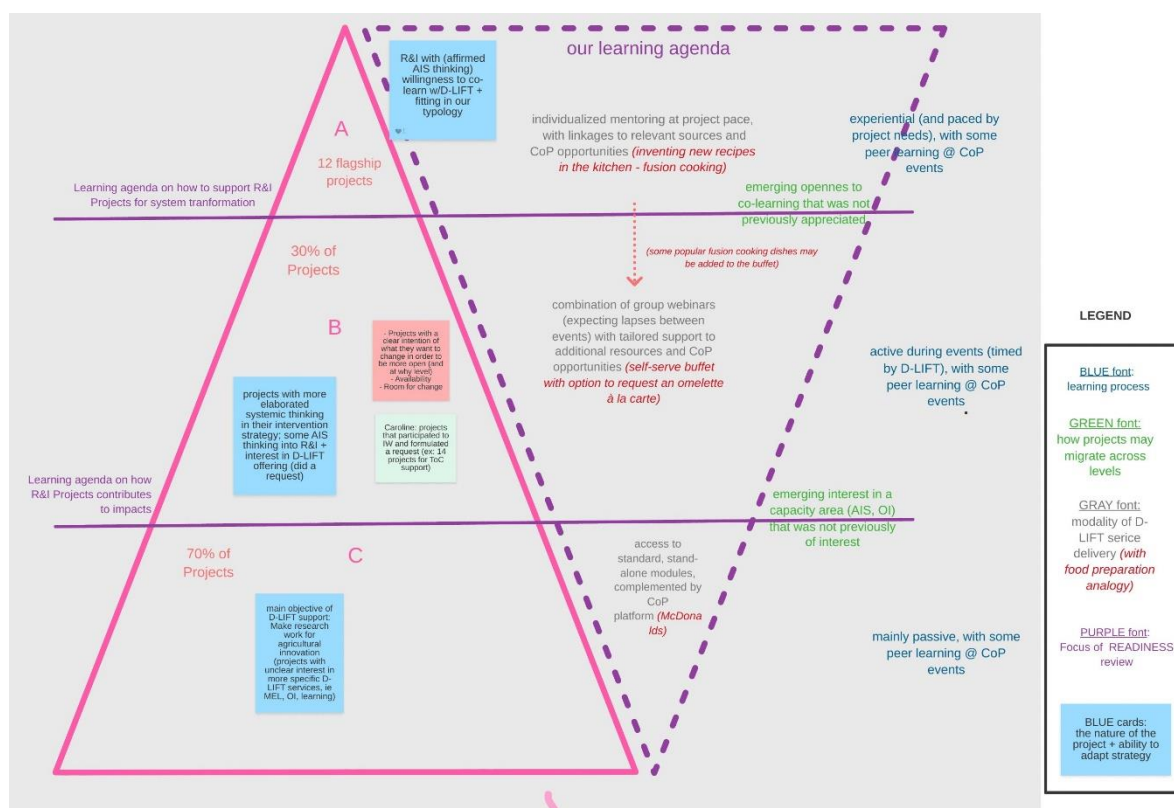 our learning agenda
R&I with (affirmed
AIS thinking)
willingness to co-
learn w/D-LIFT +
fitting in our
typology
A
12 flagship
projects
individualized mentoring at project pace,
with linkages to relevant sources and
CoP opportunities (inventing new recipes
in the kitchen - fusion cooking)
experiential (and paced by
project needs), with some
peer learning @ CoP
events
Learning agenda on how to support R&I
Projects for system tranformation
emerging opennes to
co-learning that was not
previously appreciated
30% of
Projects
(some popular fusion cooking dishes may
be added to the buffet)
B
- Projects with a
clear intention of
what they want to
change in order to
be more open (and
at why level)
- Availability
- Room for change
combination of group webinars
(expecting lapses between
events) with tailored support to
additional resources and CoP
opportunities (self-serve buffet
with option to request an omelette
à la carte)
active during events (timed
by D-LIFT), with some
peer learning @ CoP
events
projects with more
elaborated
systemic thinking
in their intervention
strategy; some AIS
thinking into R&I +
interest in D-LIFT
offering (did a
request)
Caroline: projects
that participated to
IW and formulated
a request (ex: 14
projects for ToC
support)
Learning agenda on how
R&I Projects contributes
to impacts
emerging interest in a
capacity area (AIS, OI)
that was not previously
of interest
70% of
Projects
C
access to
standard, stand-
alone modules,
complemented by
CoP
platform (McDona
lds)
main objective of
D-LIFT support:
Make research
work for
agricultural
innovation
(projects with
unclear interest in
more specific D-
LIFT services, ie
MEL, OI, learning)
mainly passive, with some
peer learning @ CoP
events
LEGEND
BLUE font:
learning process
GREEN font:
how projects may
migrate across
levels
GRAY font:
modality of D-
LIFT serice
delivery (with
food preparation
analogy)
PURPLE font:
Focus of READINESS
review
BLUE cards:
the nature of the
project + ability to
adapt strategy